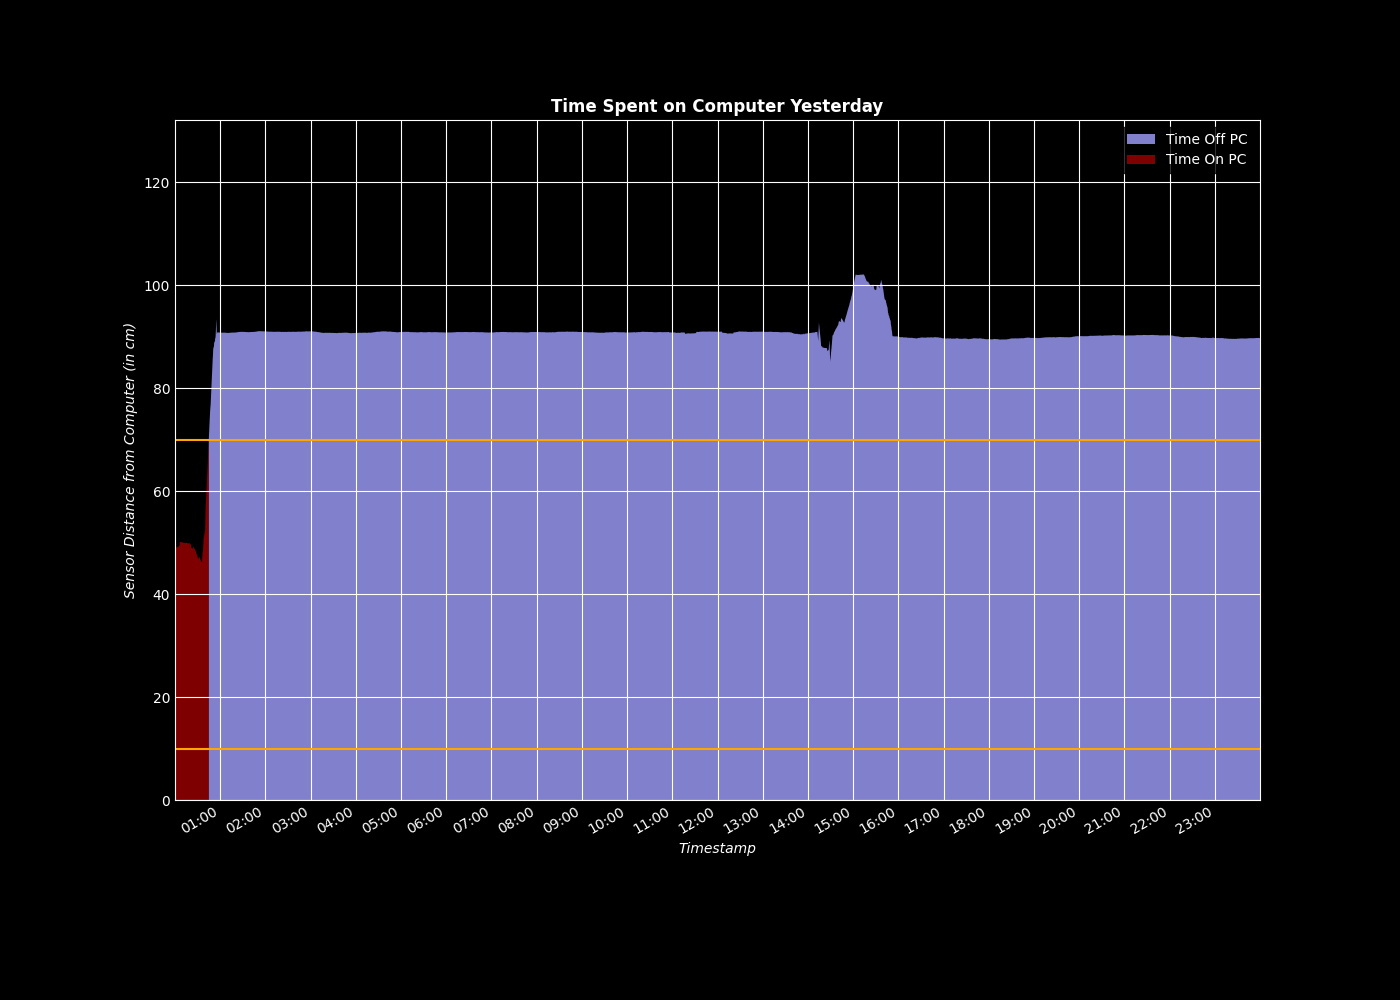 Time Spent on Computer Yesterday
Time Off PC
Time On PC
120
100
80
60
40
20
0
Sensor Distance from Computer (in cm)
01:00 02:00 03:00 04:00 05:00 06:00 07:00 08:00 09:00 10:00 11:00 12:00 13:00 14:00 15:00 16:00 17:00 18:00 19:00 20:00 21:00 22:00 23:00
Timestamp